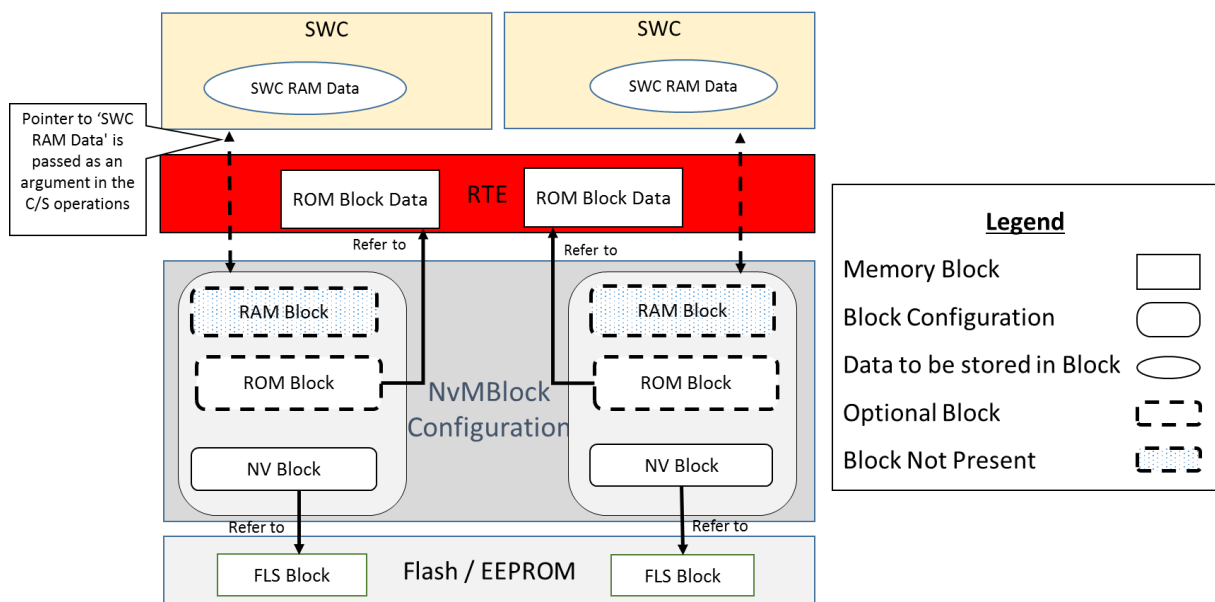 SWC
SWC RAM Data
SWC
SWC RAM Data
Pointer to ‘SWC
RAM Data' is
passed as an
argument in the
C/S operations
ROM Block Data
RTE
ROM Block Data
Refer to
Refer to
RAM Block
ROM Block
NV Block
NvMBlock
Configuration
RAM Block
ROM Block
NV Block
Refer to
Refer to
FLS Block
Flash / EEPROM
FLS Block
Legend
Memory Block
Block Configuration
Data to be stored in Block
Optional Block
Block Not Present